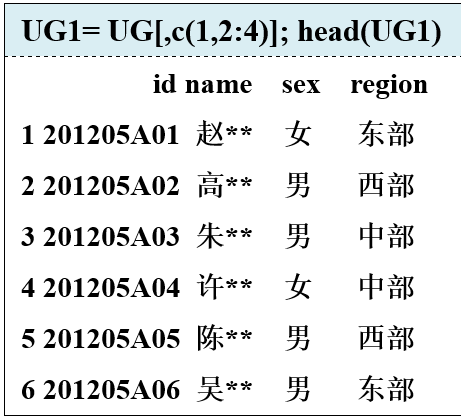 UG1= UG[,c(1,2:4)]; head(UG1)
id name sex region
1 201205A01 赵** 女 东部
2 201205A02 高** 男 西部
3 201205A03 朱** 男 中部
4 201205A04 许** 女 中部
5 201205A05 陈** 男 西部
6 201205A06 吴** 男 东部